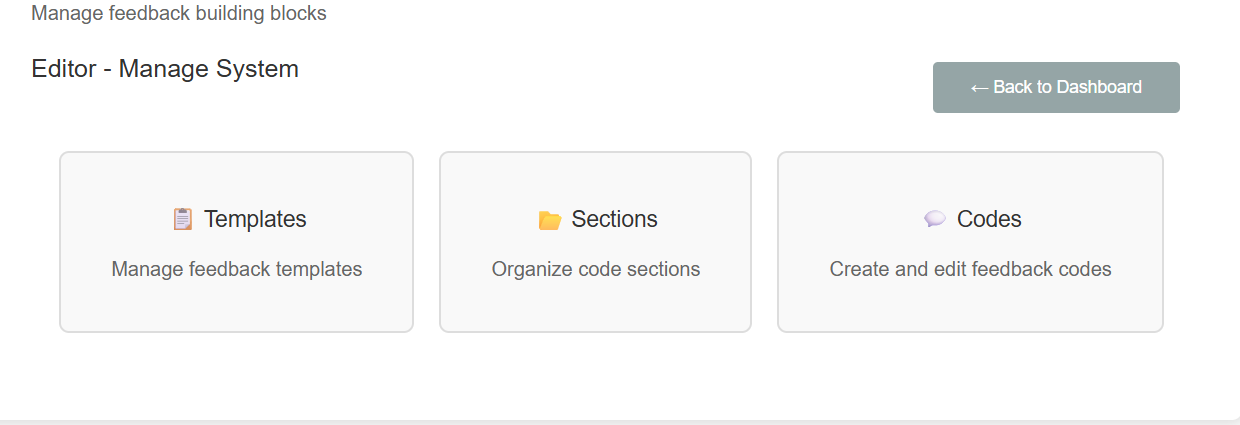 Manage feedback building blocks
Editor - Manage System
← Back to Dashboard
Templates
Manage feedback templates
Sections
Organize code sections
Codes
Create and edit feedback codes